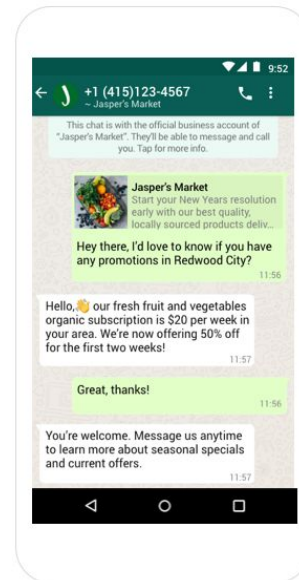 9:52
+1 (415)123-4567
~ Jasper's Market
This chat is with the official business account of
"Jasper's Market". They'll be able to message and call
you. Tap for more info.
Jasper's Market
Start your New Years resolution
early with our best quality,
locally sourced products deliv...
Hey there, I'd love to know if you have
any promotions in Redwood City?
11:56
Hello,👋 our fresh fruit and vegetables
organic subscription is $20 per week in
your area. We're now offering 50% off
for the first two weeks!
11:57
Great, thanks!
11:56
You're welcome. Message us anytime
to learn more about seasonal specials
and current offers.
11:57